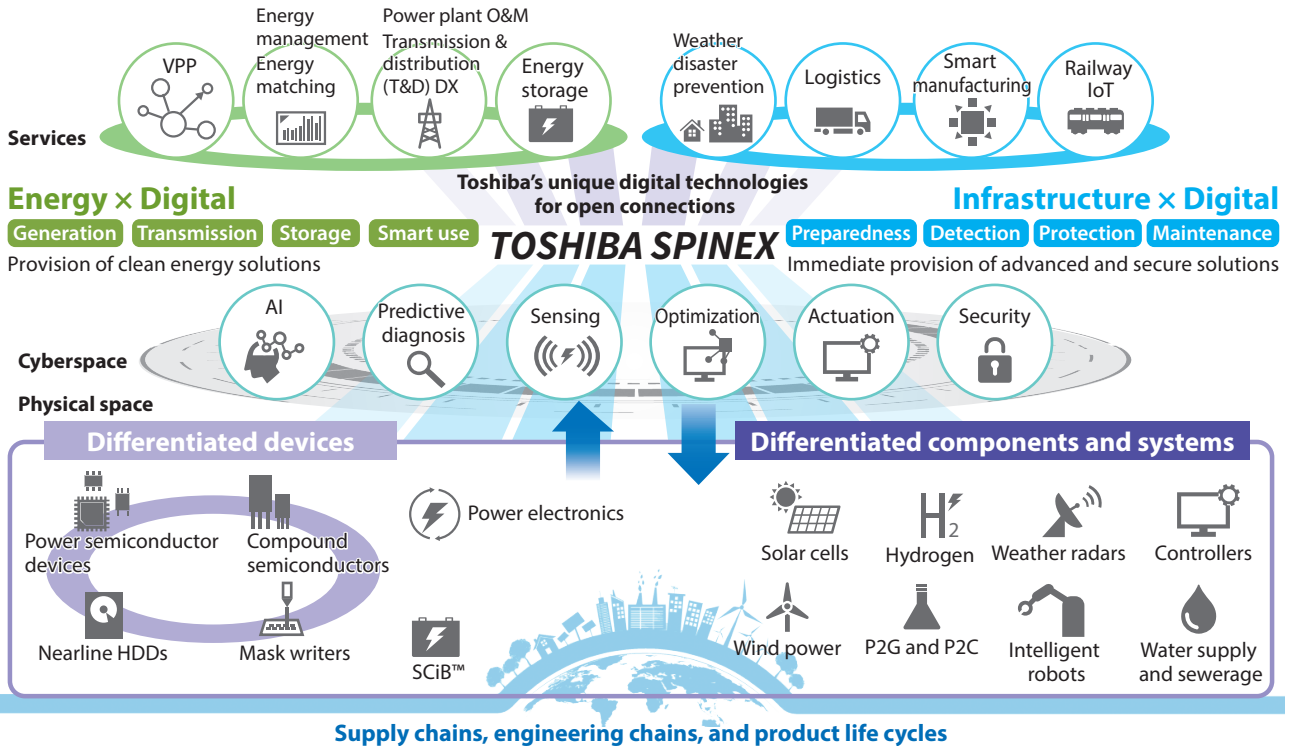 VPP
Energy
management
Energy
matching
Power plant O&M
Transmission &
distribution
(T&D) DX
Energy
storage
Weather
disaster
prevention
Logistics
Smart
manufacturing
Railway
IoT
Services
Toshiba's unique digital technologies
for open connections
TOSHIBA SPINEX
Energy × Digital
Generation Transmission Storage Smart use
Provision of clean energy solutions
Infrastructure × Digital
Preparedness Detection Protection Maintenance
Immediate provision of advanced and secure solutions
AI
Predictive
diagnosis
Sensing
Optimization
Actuation
Security
Cyberspace
Physical space
Differentiated devices
Power semiconductor
devices
Compound
semiconductors
Nearline HDDs
Mask writers
Power electronics
SCiB™
Differentiated components and systems
Solar cells
H2
Hydrogen
Weather radars
Controllers
Wind power
P2G and P2C
Intelligent
robots
Water supply
and sewerage
Supply chains, engineering chains, and product life cycles